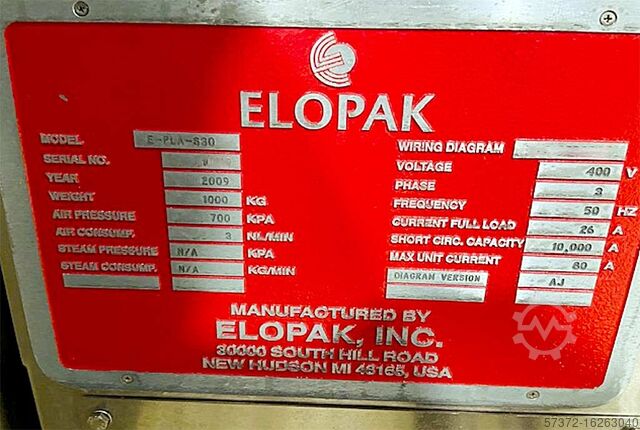 ELOPAK
MODEL E-PLA-830
SERIAL NO.
YEAR 2009
WEIGHT 1000 KG
AIR PRESSURE 700 KPA
AIR CONSUMP. 3 NL/MIN
STEAM PRESSURE N/A KPA
STEAM CONSUMP. N/A KG/MIN
WIRING DIAGRAM
VOLTAGE 400 V
PHASE 3
FREQUENCY 50 HZ
CURRENT FULL LOAD 26 A
SHORT CIRC. CAPACITY 10,000 A
MAX UNIT CURRENT 60 A
DIAGRAM VERSION AJ
MANUFACTURED BY
ELOPAK, INC.
30000 SOUTH HILL ROAD
NEW HUDSON MI 48165, USA
57372-16263040